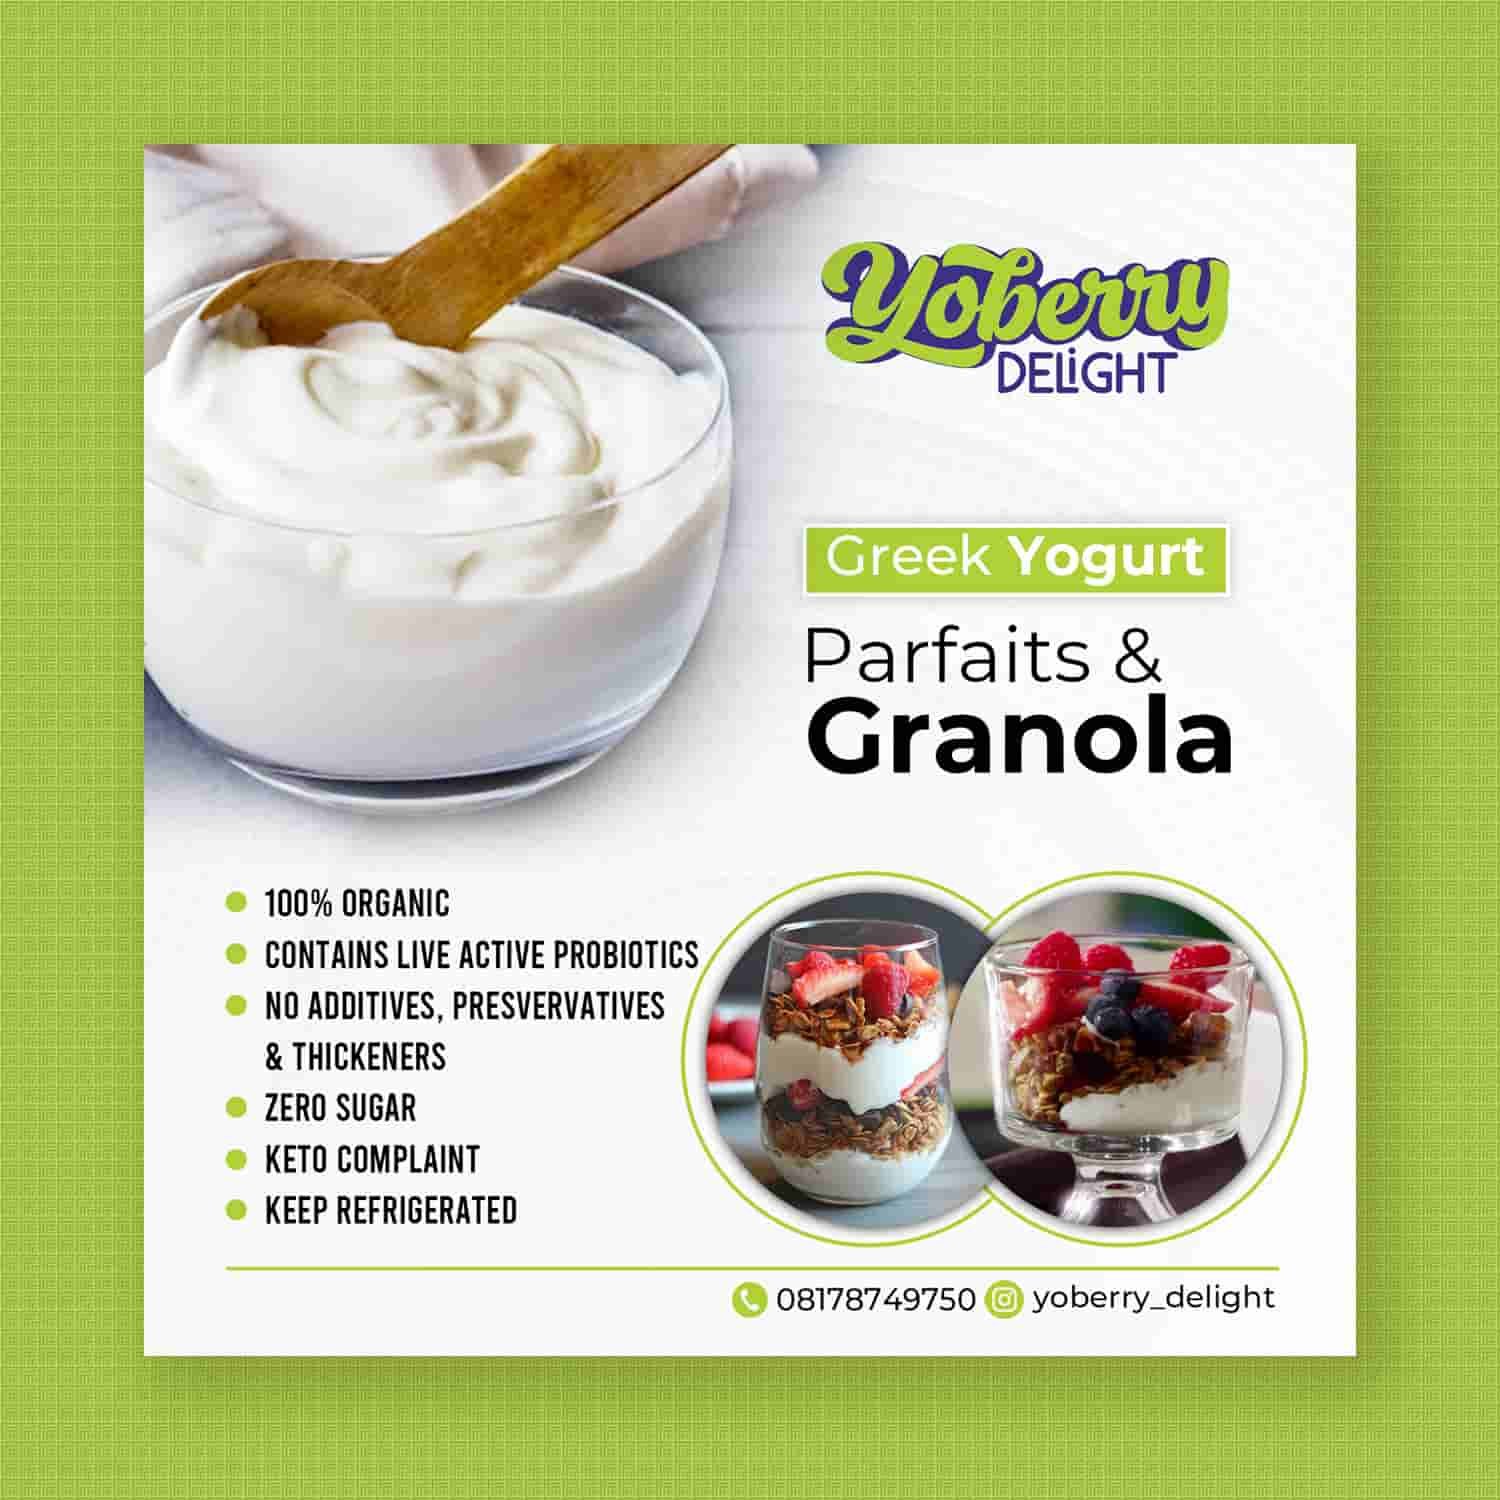 Yoberry
DELiGHT
Greek Yogurt
Parfaits &
Granola
100% ORGANIC
CONTAINS LIVE ACTIVE PROBIOTICS
NO ADDITIVES, PRESVERVATIVES
& THICKENERS
ZERO SUGAR
KETO COMPLAINT
KEEP REFRIGERATED
08178749750 yoberry_delight